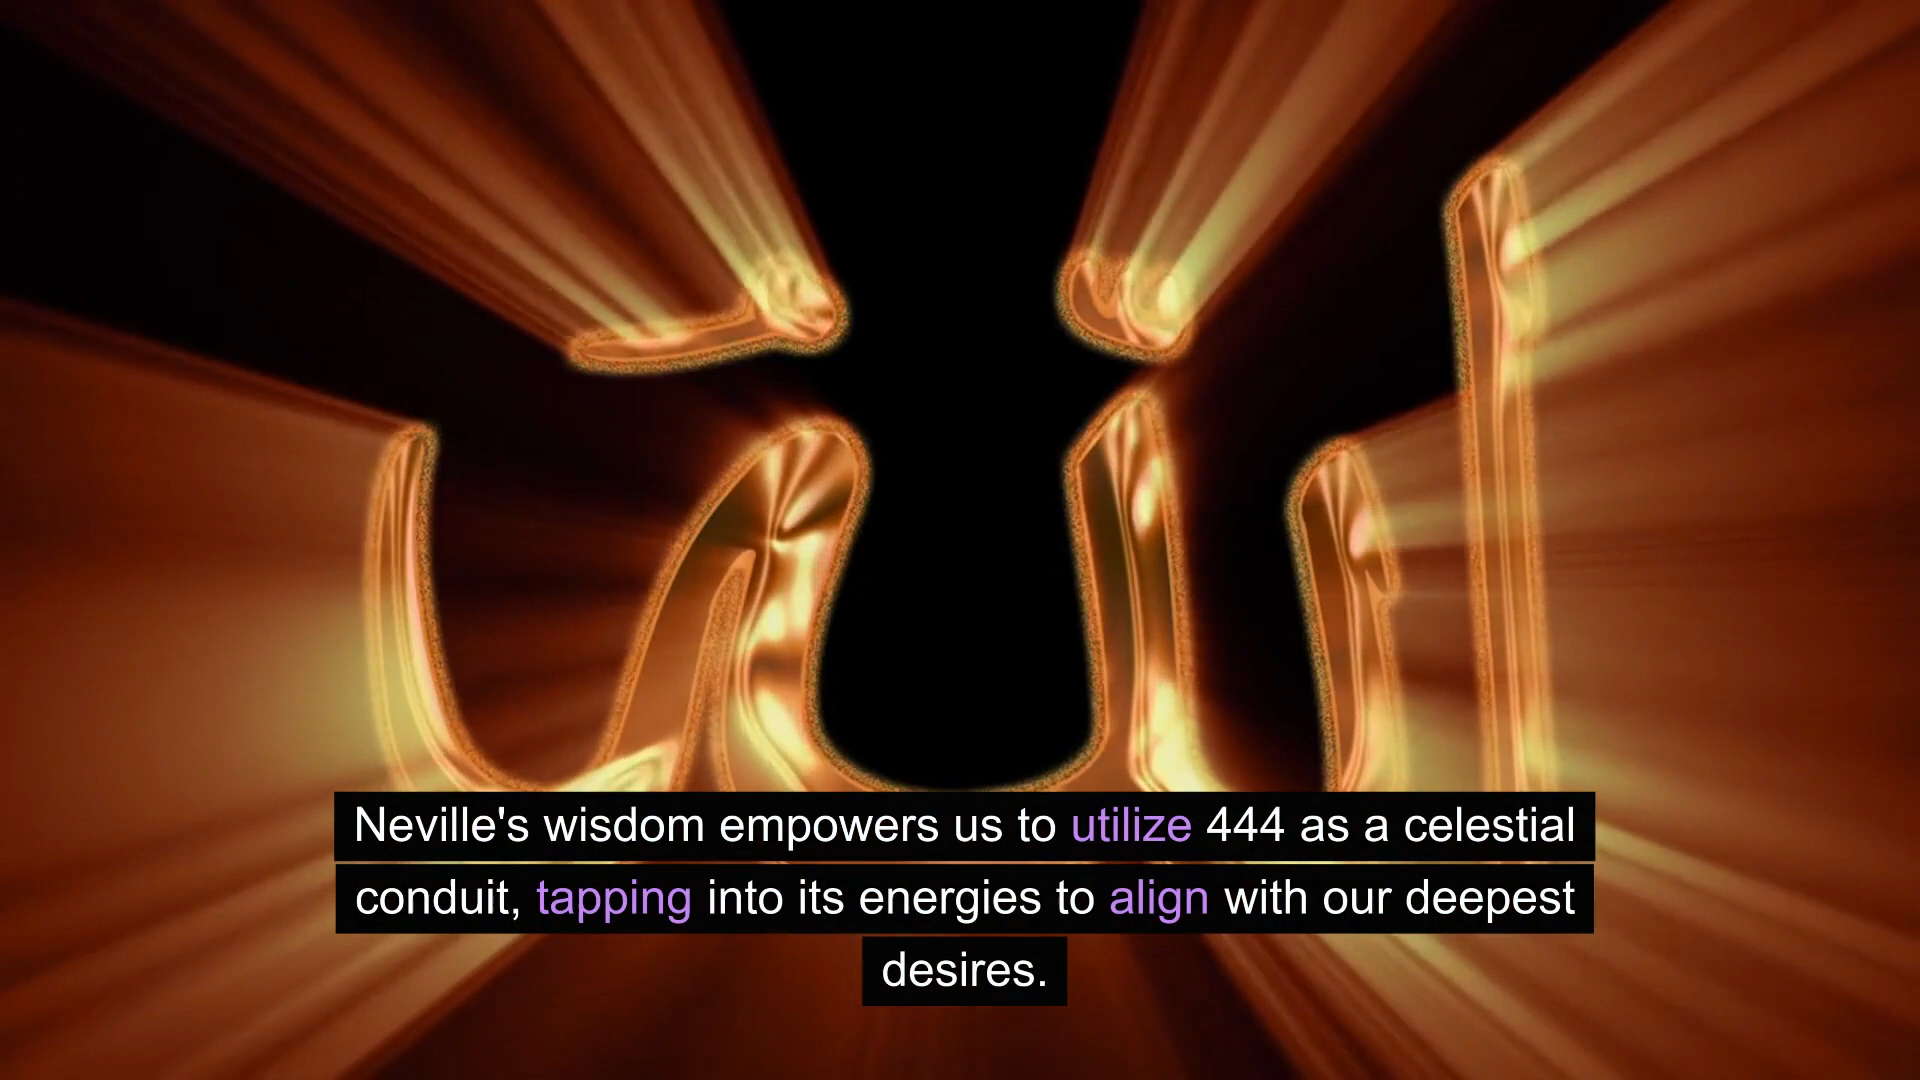 Neville's wisdom empowers us to utilize 444 as a celestial
conduit, tapping into its energies to align with our deepest
desires.